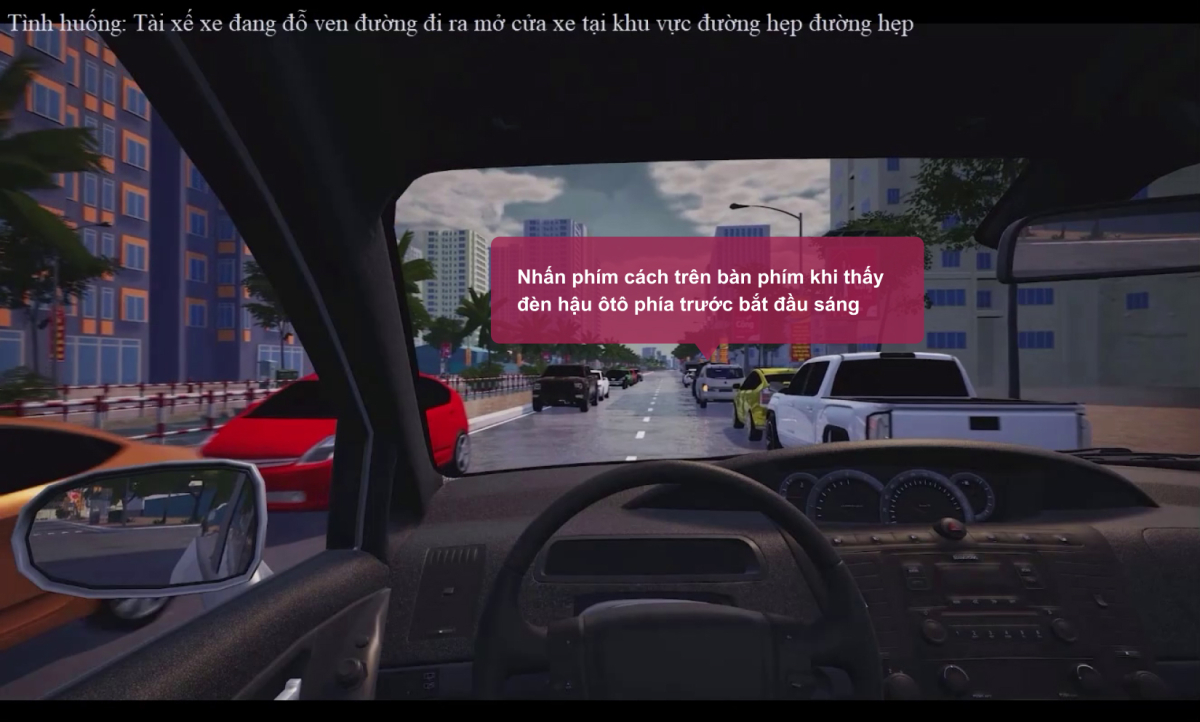 Tình huống: Tài xế xe đang đỗ ven đường đi ra mở cửa xe tại khu vực đường hẹp đường hẹp
Nhấn phím cách trên bàn phím khi thấy
đèn hậu ôtô phía trước bắt đầu sáng